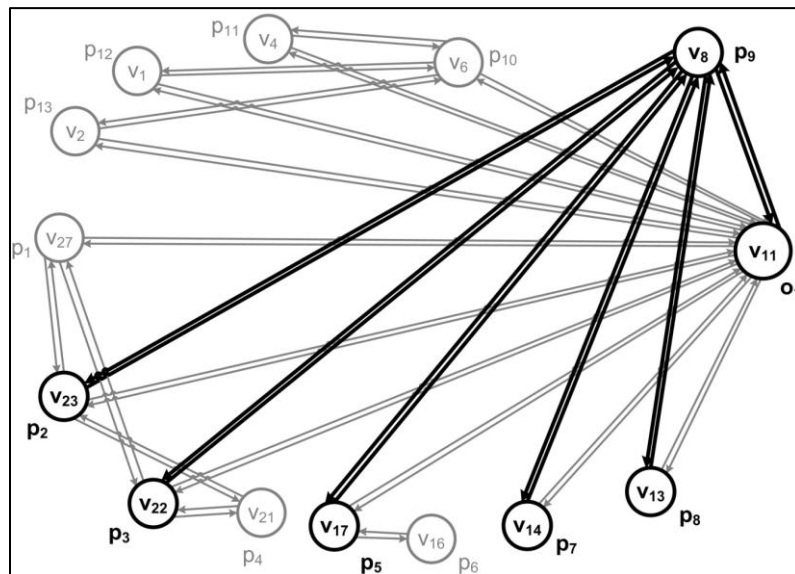 p₁₁ v₄
p₁₂ v₁ v₆ p₁₀
v₈ p₉
p₁₃ v₂
p₁ v₂₇
v₁₁
v₂₃
p₂
v₂₂ v₂₁ v₁₇ v₁₄ v₁₃
p₃ p₄ p₅ v₁₆ p₆ p₇ p₈